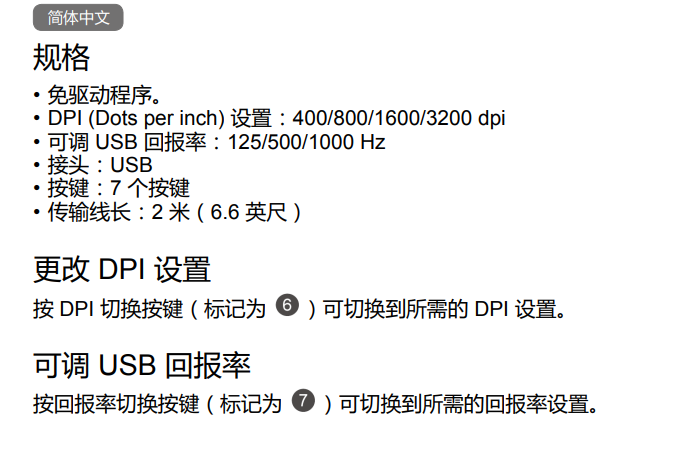 简体中文
规格
• 免驱动程序。
• DPI (Dots per inch) 设置：400/800/1600/3200 dpi
• 可调 USB 回报率：125/500/1000 Hz
• 接头：USB
• 按键：7 个按键
• 传输线长：2 米（6.6 英尺）
更改 DPI 设置
按 DPI 切换按键（标记为 6 ）可切换到所需的 DPI 设置。
可调 USB 回报率
按回报率切换按键（标记为 7 ）可切换到所需的回报率设置。